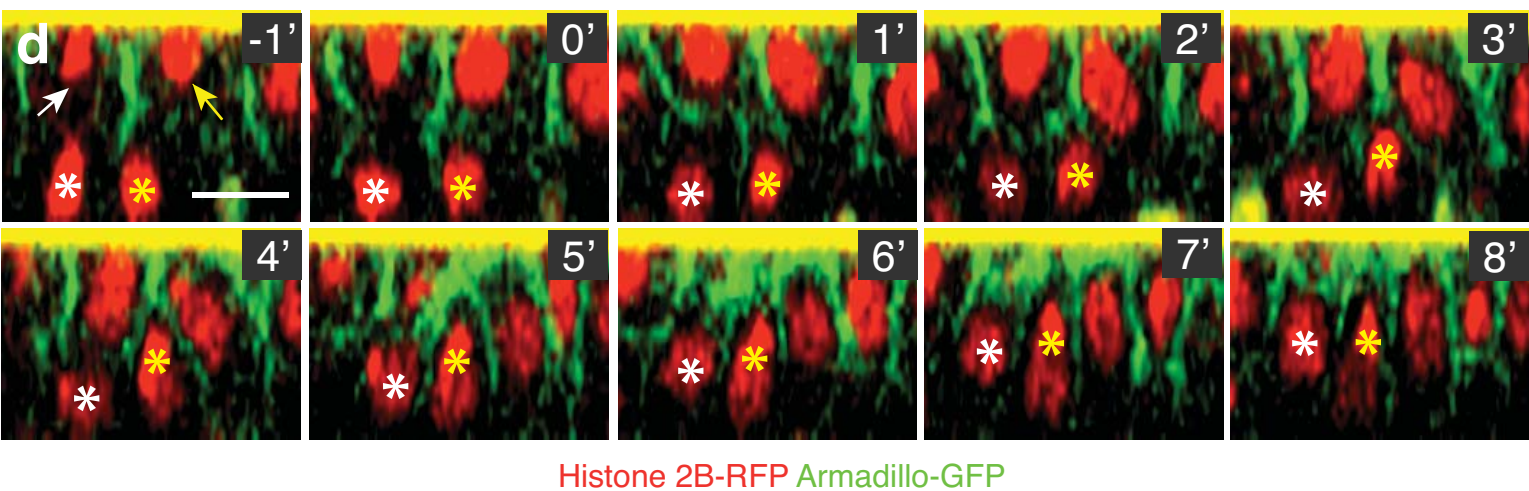 d -1’ 0’ 1’ 2’ 3’
4’ 5’ 6’ 7’ 8’
Histone 2B-RFP Armadillo-GFP